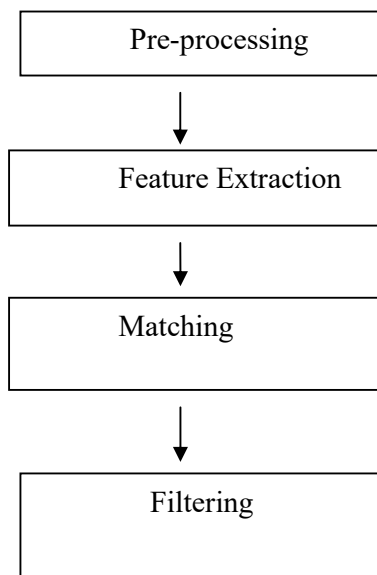 Pre-processing
Feature Extraction
Matching
Filtering